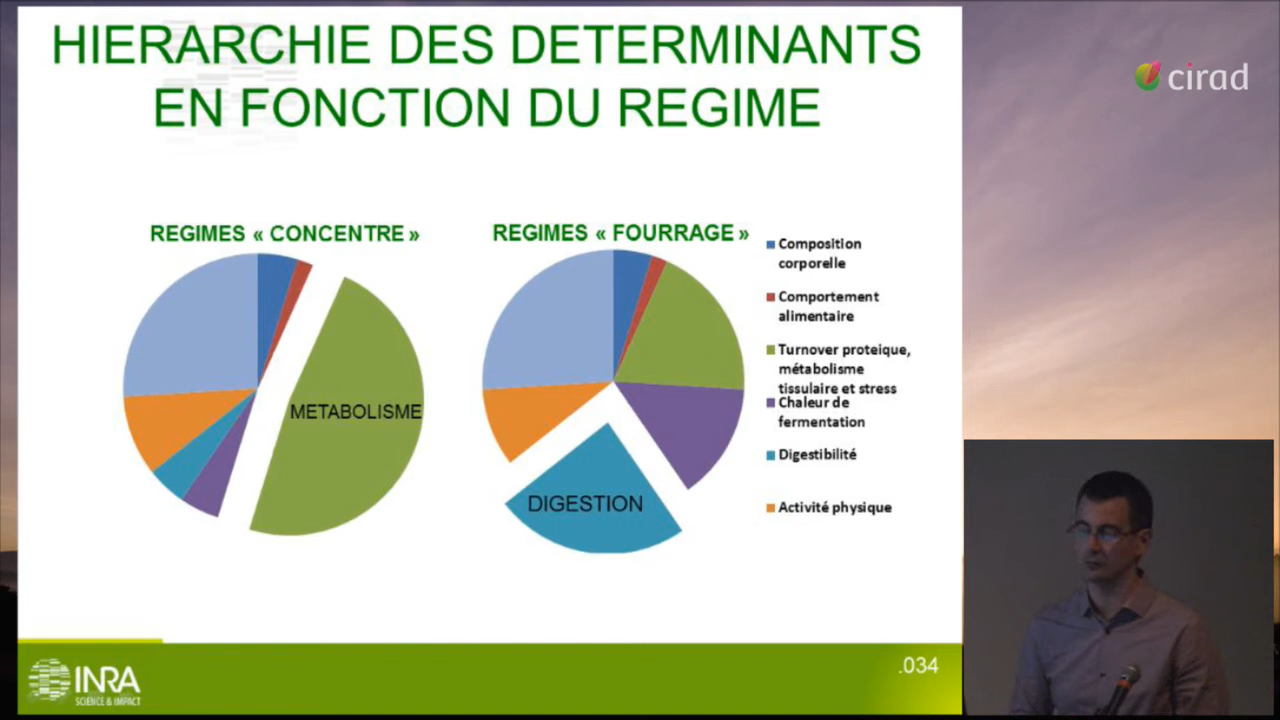 HIERARCHIE DES DETERMINANTS
EN FONCTION DU REGIME
cirad
REGIMES « CONCENTRE »
REGIMES « FOURRAGE »
METABOLISME
DIGESTION
Composition
corporelle
Comportement
alimentaire
Turnover proteique,
métabolisme
tissulaire et stress
Chaleur de
fermentation
Digestibilité
Activité physique
INRA
SCIENCE & IMPACT
.034